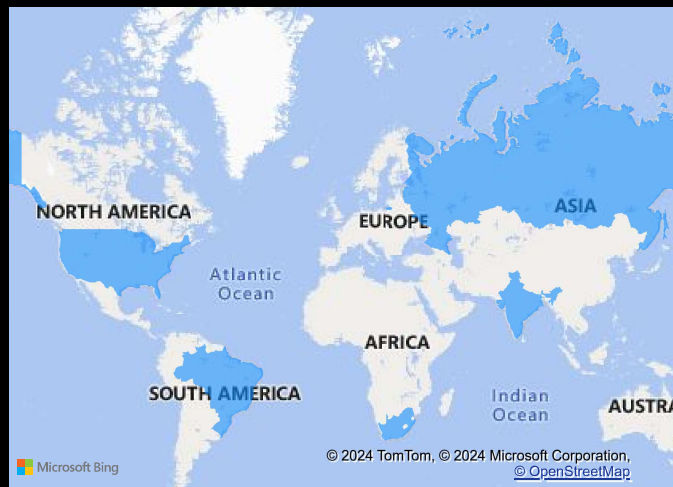 NORTH AMERICA
EUROPE
ASIA
Atlantic
Ocean
AFRICA
SOUTH AMERICA
Indian
Ocean
AUSTRA
Microsoft Bing
© 2024 TomTom, © 2024 Microsoft Corporation,
© OpenStreetMap